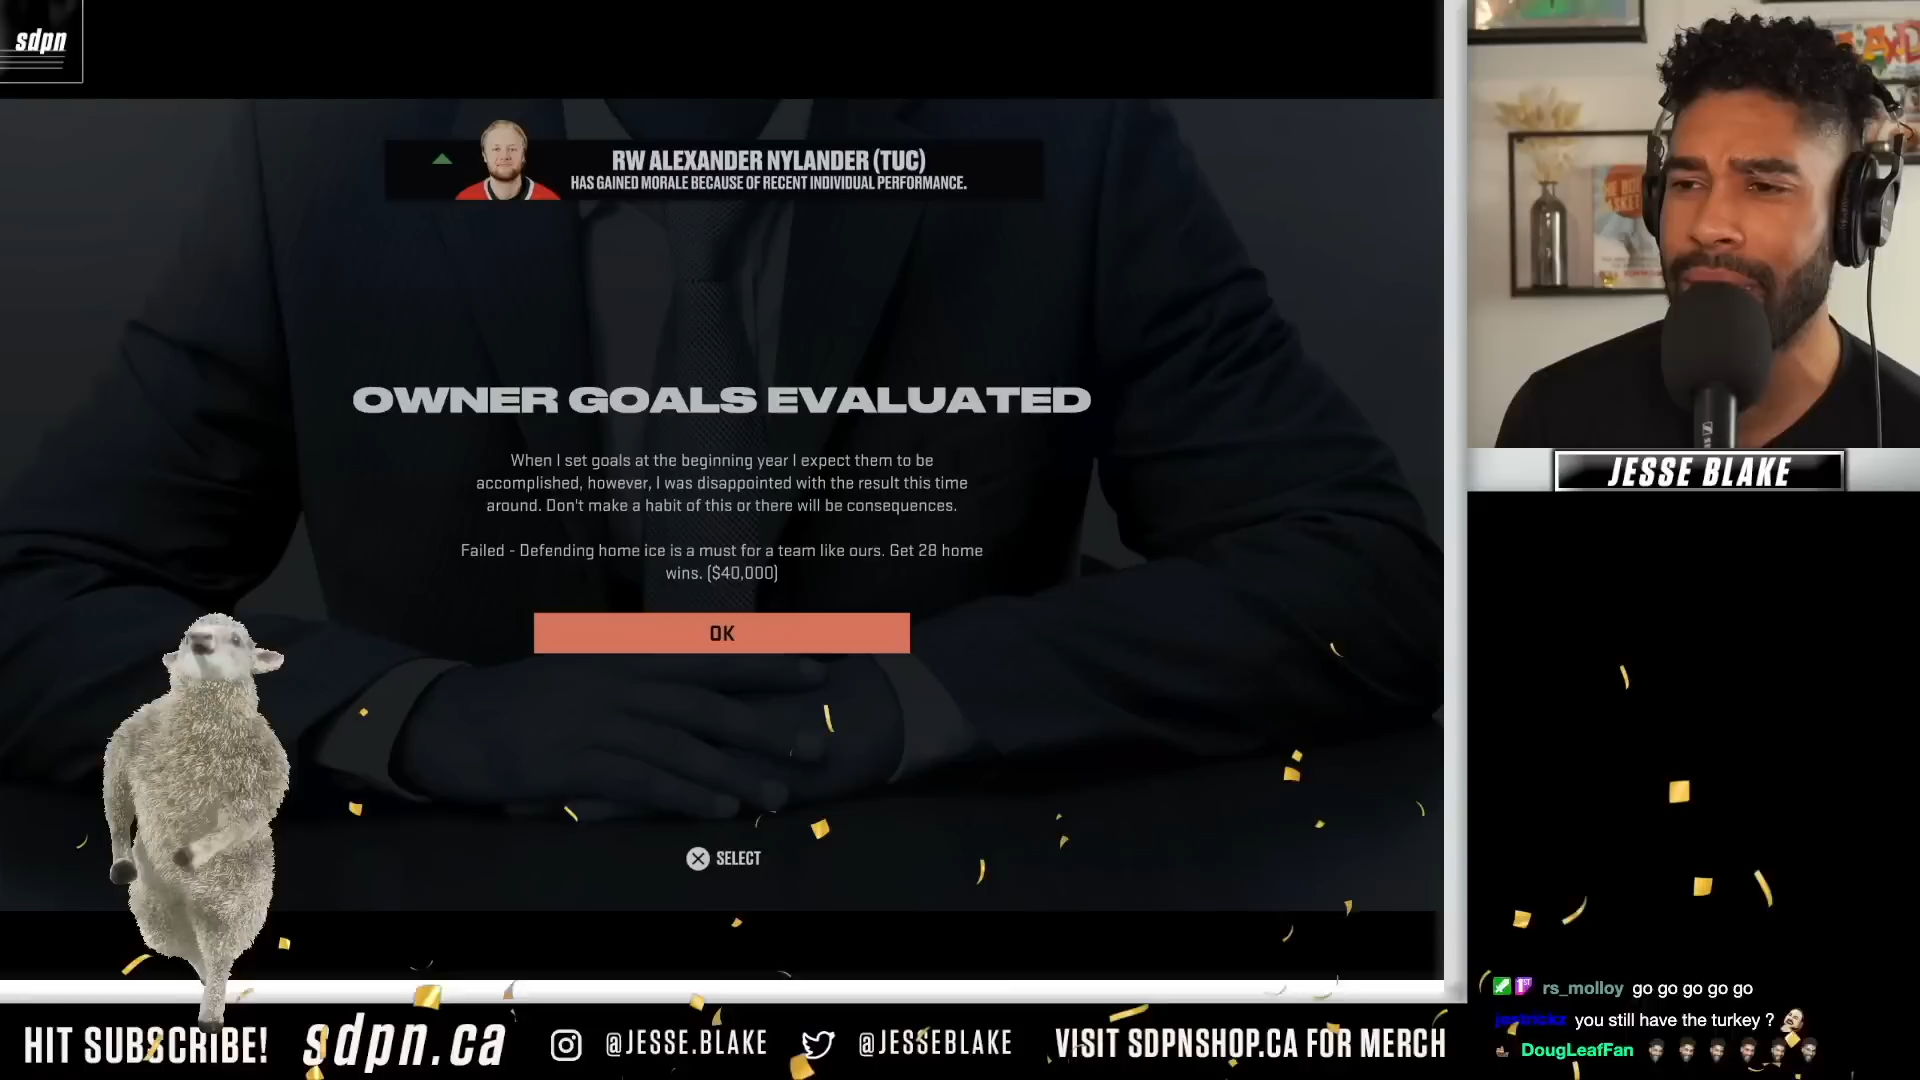 sdpn
RW ALEXANDER NYLANDER (TUC)
HAS GAINED MORALE BECAUSE OF RECENT INDIVIDUAL PERFORMANCE.
OWNER GOALS EVALUATED
When I set goals at the beginning year I expect them to be
accomplished, however, I was disappointed with the result this time
around. Don't make a habit of this or there will be consequences.
Failed - Defending home ice is a must for a team like ours. Get 28 home
wins. ($40,000)
OK
SELECT
JESSE BLAKE
rs_molloy go go go go go
jestrickz you still have the turkey ?
DougLeafFan
HIT SUBSCRIBE!
sdpn.ca
@JESSE.BLAKE
@JESSEBLAKE
VISIT SDPNSHOP.CA FOR MERCH